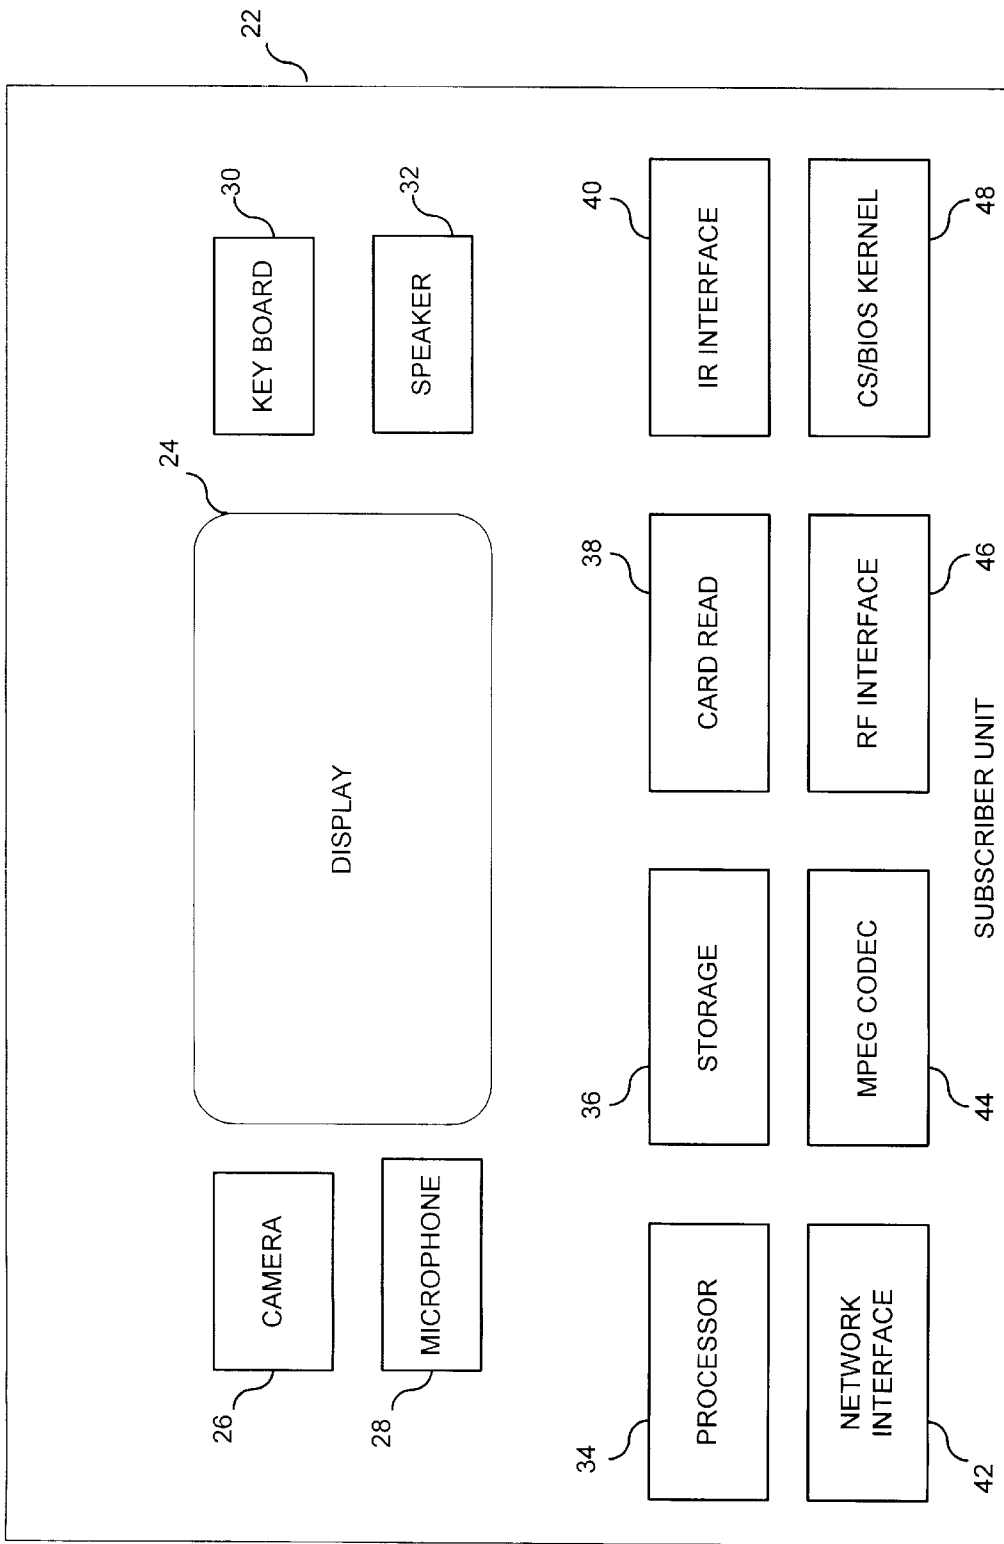 22
24
DISPLAY
26
CAMERA
28
MICROPHONE
30
KEY BOARD
32
SPEAKER
34
PROCESSOR
36
STORAGE
38
CARD READ
40
IR INTERFACE
42
NETWORK
INTERFACE
44
MPEG CODEC
46
RF INTERFACE
48
CS/BIOS KERNEL
SUBSCRIBER UNIT